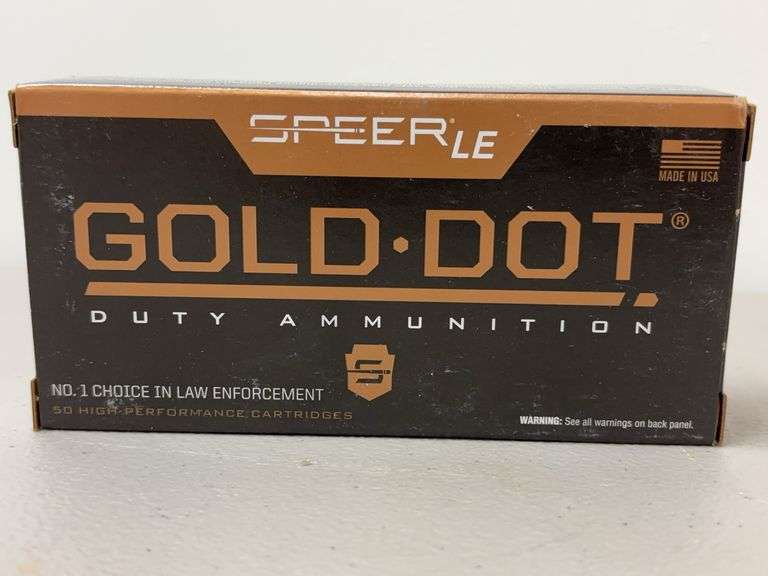 SPEER® LE
MADE IN USA
GOLD·DOT®
DUTY AMMUNITION
S
NO. 1 CHOICE IN LAW ENFORCEMENT
50 HIGH-PERFORMANCE CARTRIDGES
WARNING: See all warnings on back panel.